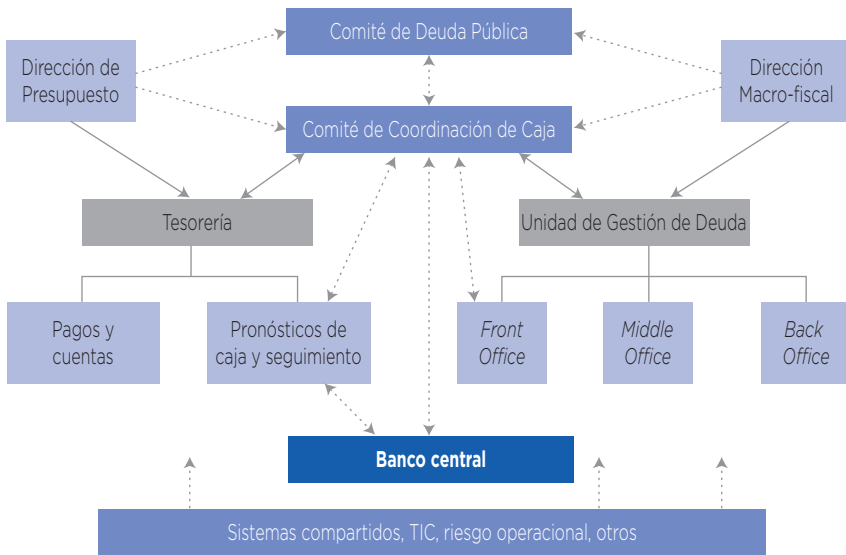 Comité de Deuda Pública
Dirección de
Presupuesto
Dirección
Macro-fiscal
Comité de Coordinación de Caja
Tesorería
Unidad de Gestión de Deuda
Pagos y
cuentas
Pronósticos de
caja y seguimiento
Front
Office
Middle
Office
Back
Office
Banco central
Sistemas compartidos, TIC, riesgo operacional, otros